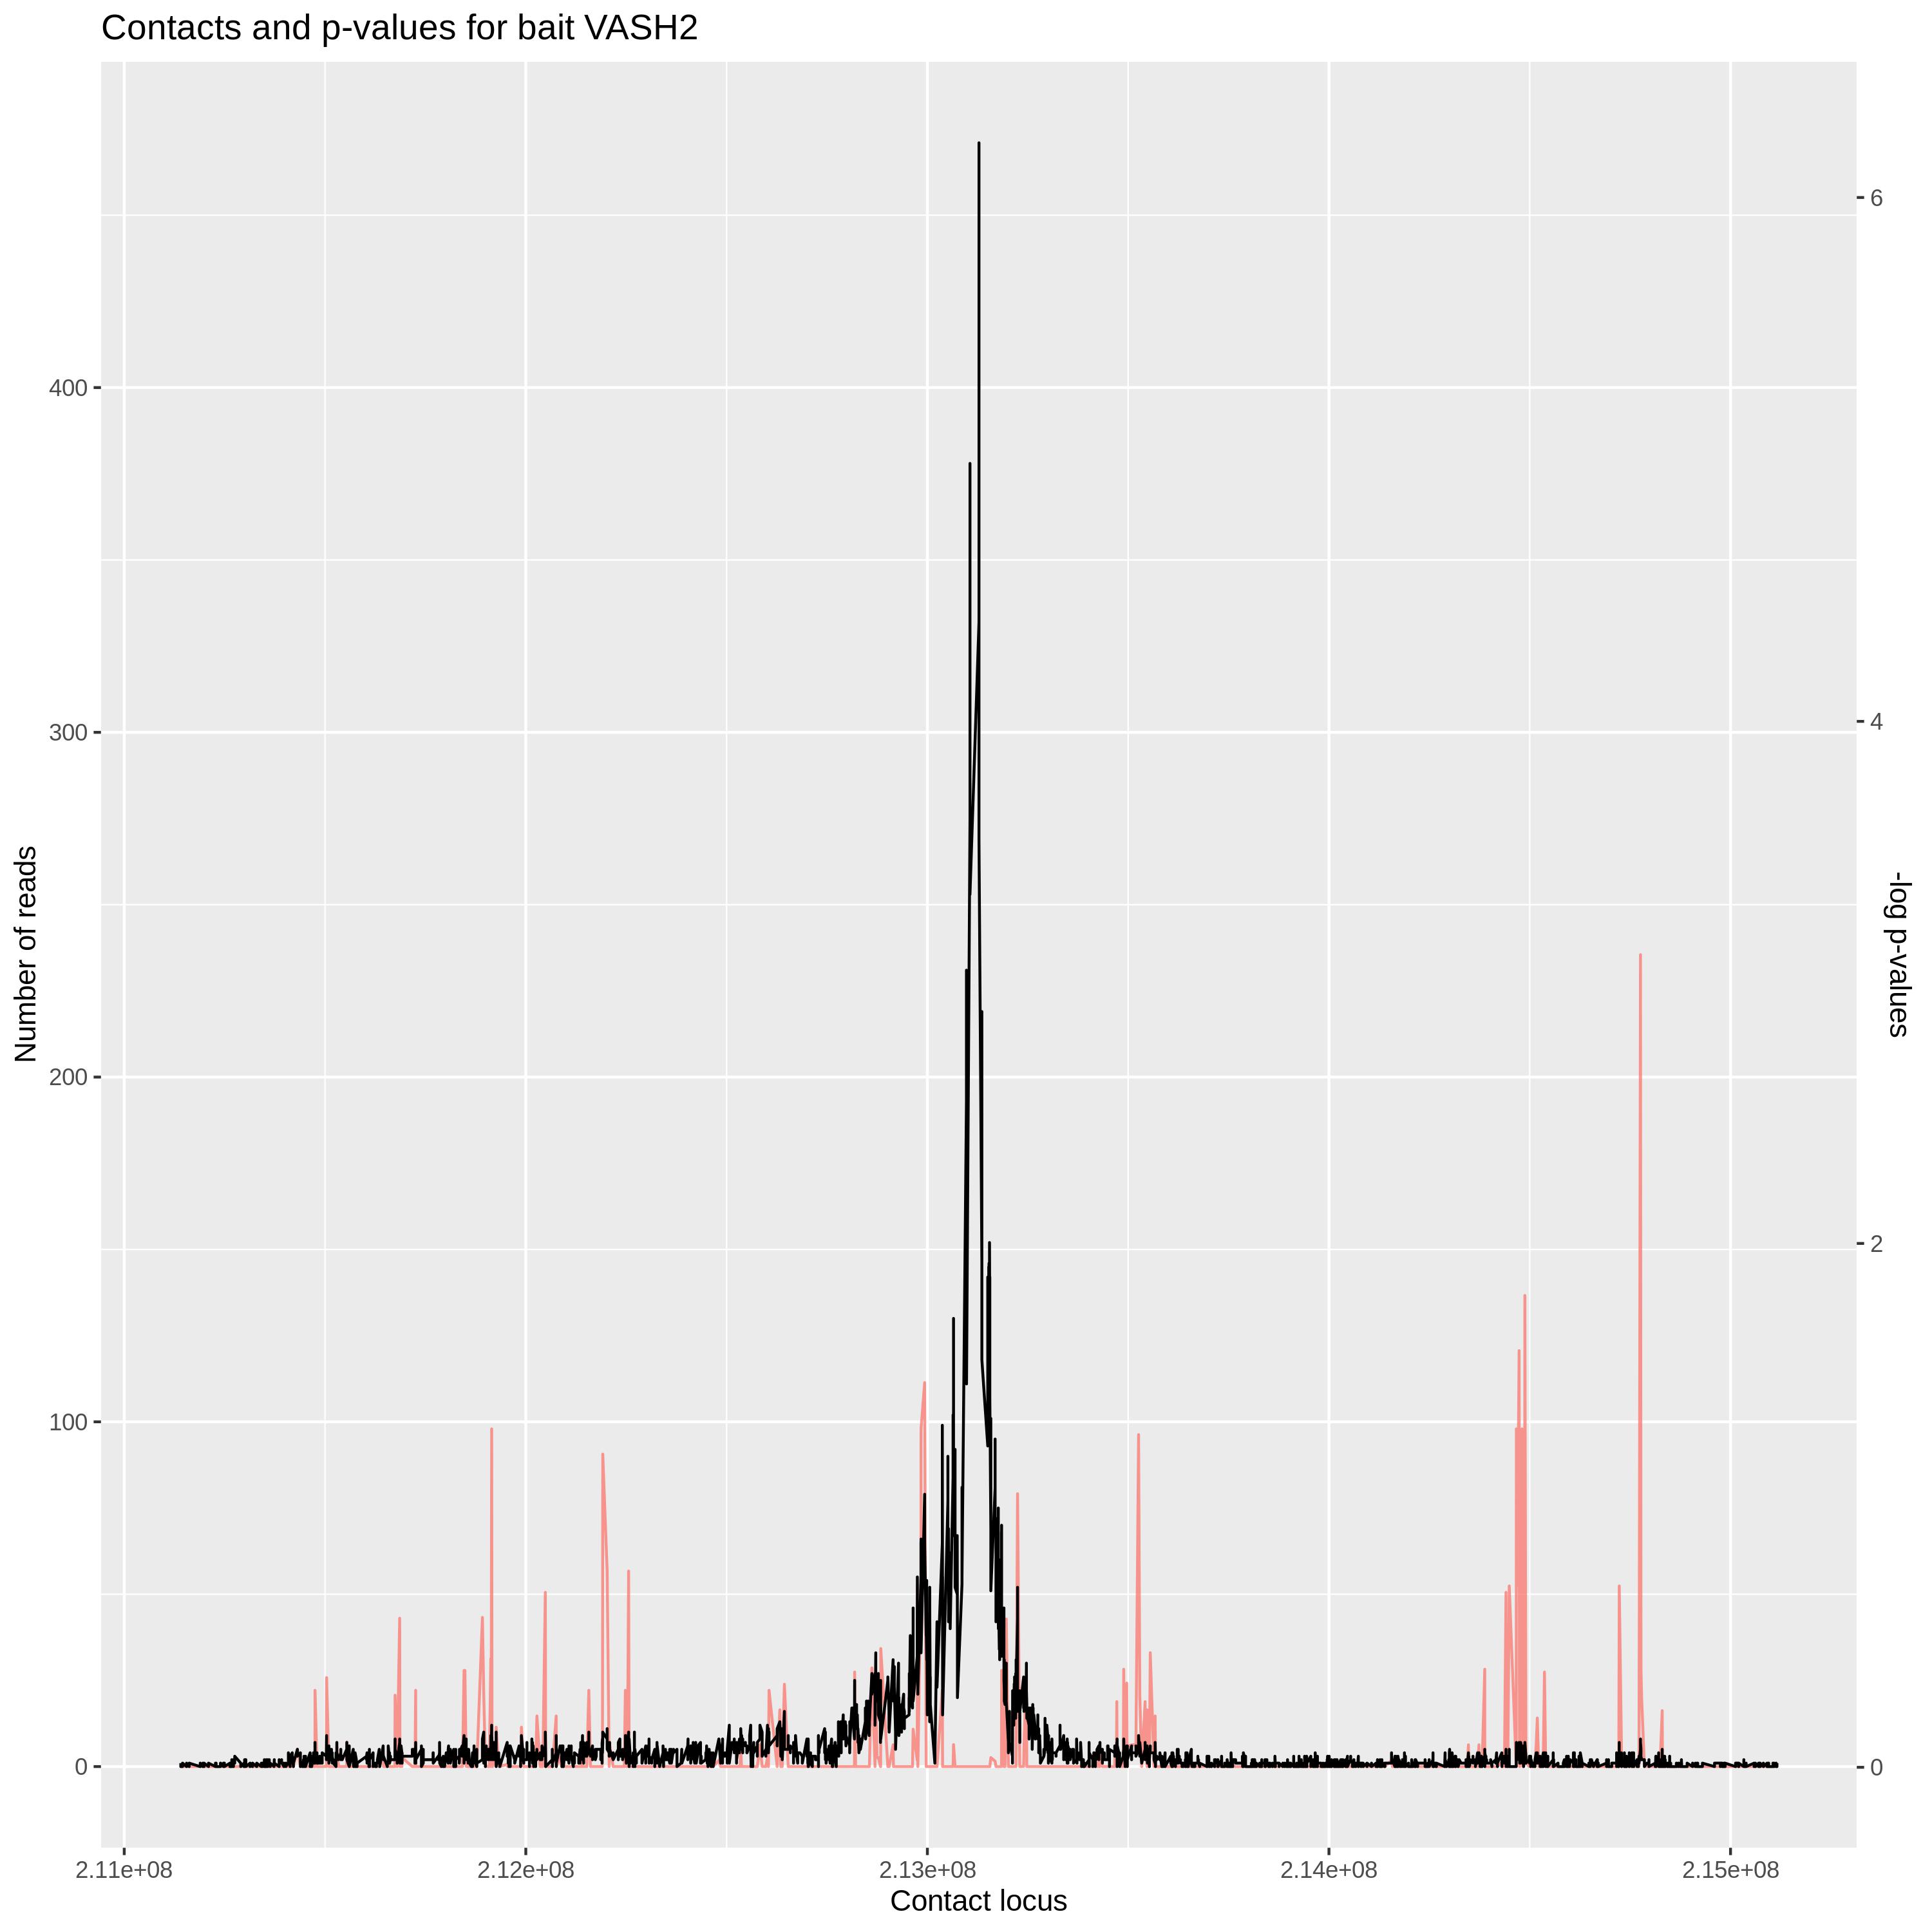 Contacts and p-values for bait VASH2
Number of reads
400
300
200
100
0
6
4
2
0
-log p-values
2.11e+08
2.12e+08
2.13e+08
2.14e+08
2.15e+08
Contact locus